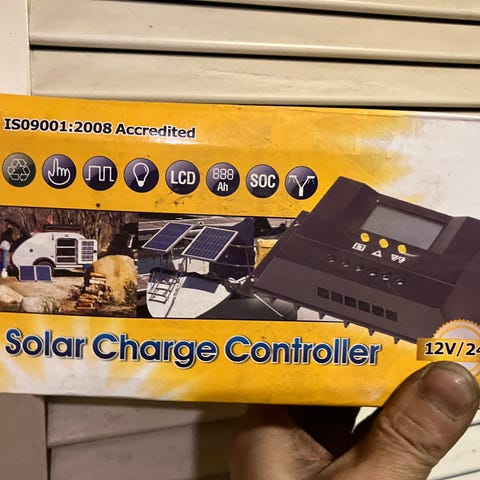 ISO9001:2008 Accredited
LCD
888
Ah
SOC
Solar Charge Controller
12V/24